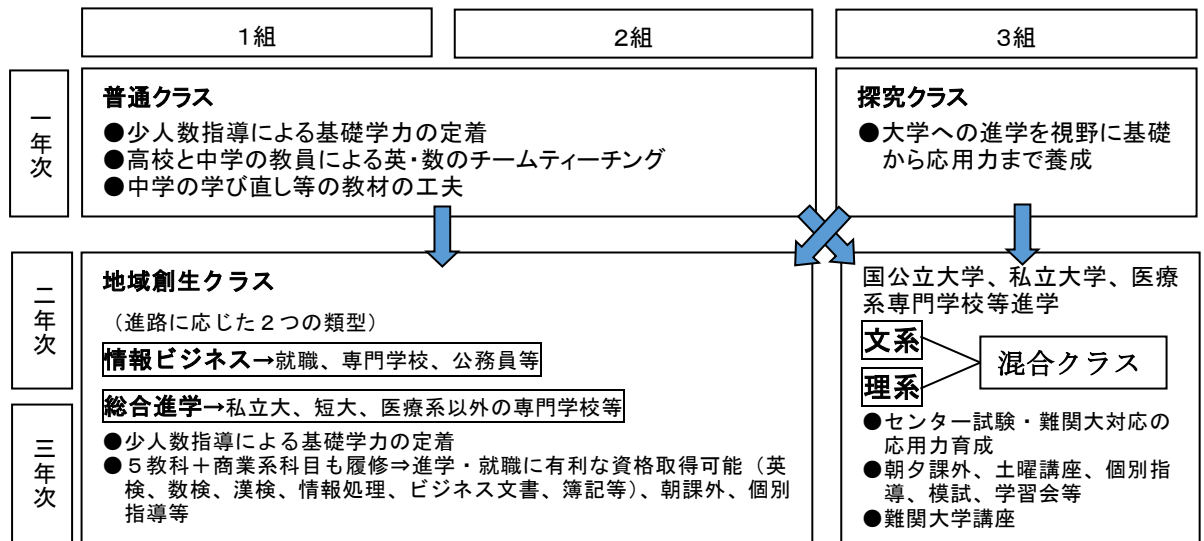 1組
2組
3組
一年次
普通クラス
●少人数指導による基礎学力の定着
●高校と中学の教員による英・数のチームティーチング
●中学の学び直し等の教材の工夫
探究クラス
●大学への進学を視野に基礎
から応用力まで養成
二年次
三年次
地域創生クラス
（進路に応じた２つの類型）
情報ビジネス→就職、専門学校、公務員等
総合進学→私立大、短大、医療系以外の専門学校等
●少人数指導による基礎学力の定着
●５教科＋商業系科目も履修⇒進学・就職に有利な資格取得可能（英
検、数検、漢検、情報処理、ビジネス文書、簿記等）、朝課外、個別
指導等
国公立大学、私立大学、医療
系専門学校等進学
文系
理系
混合クラス
●センター試験・難関大対応の
応用力育成
●朝夕課外、土曜講座、個別指
導、模試、学習会等
●難関大学講座